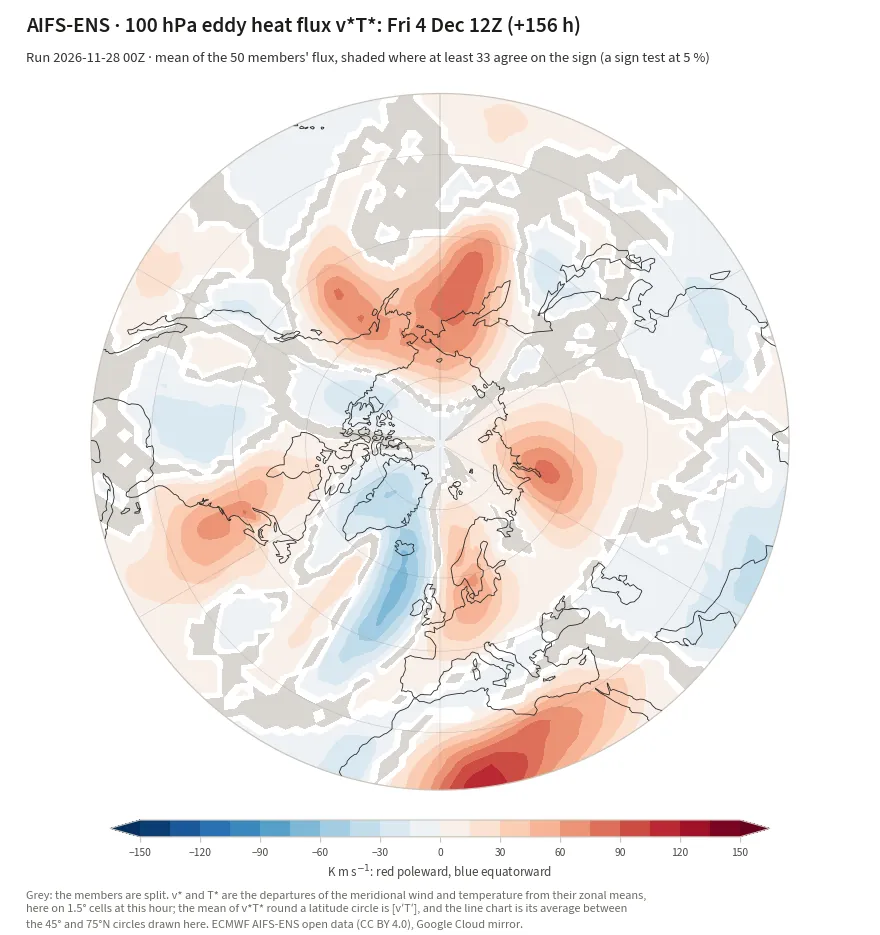 AIFS-ENS · 100 hPa eddy heat flux v*T*: Fri 4 Dec 12Z (+156 h)
Run 2026-11-28 00Z · mean of the 50 members' flux, shaded where at least 33 agree on the sign (a sign test at 5 %)
−150 −120 −90 −60 −30 0 30 60 90 120 150
K m s⁻¹: red poleward, blue equatorward
Grey: the members are split. v* and T* are the departures of the meridional wind and temperature from their zonal means,
here on 1.5° cells at this hour; the mean of v*T* round a latitude circle is [v′T′], and the line chart is its average between
the 45° and 75°N circles drawn here. ECMWF AIFS-ENS open data (CC BY 4.0), Google Cloud mirror.